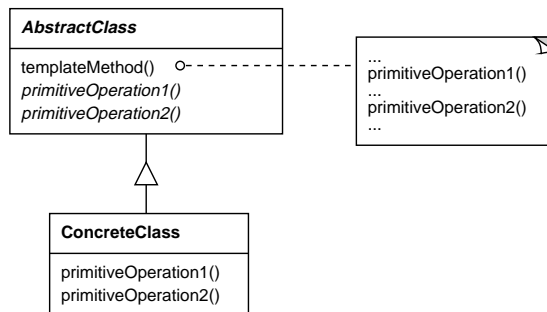 AbstractClass
templateMethod()
primitiveOperation1()
primitiveOperation2()
...
primitiveOperation1()
...
primitiveOperation2()
...
ConcreteClass
primitiveOperation1()
primitiveOperation2()